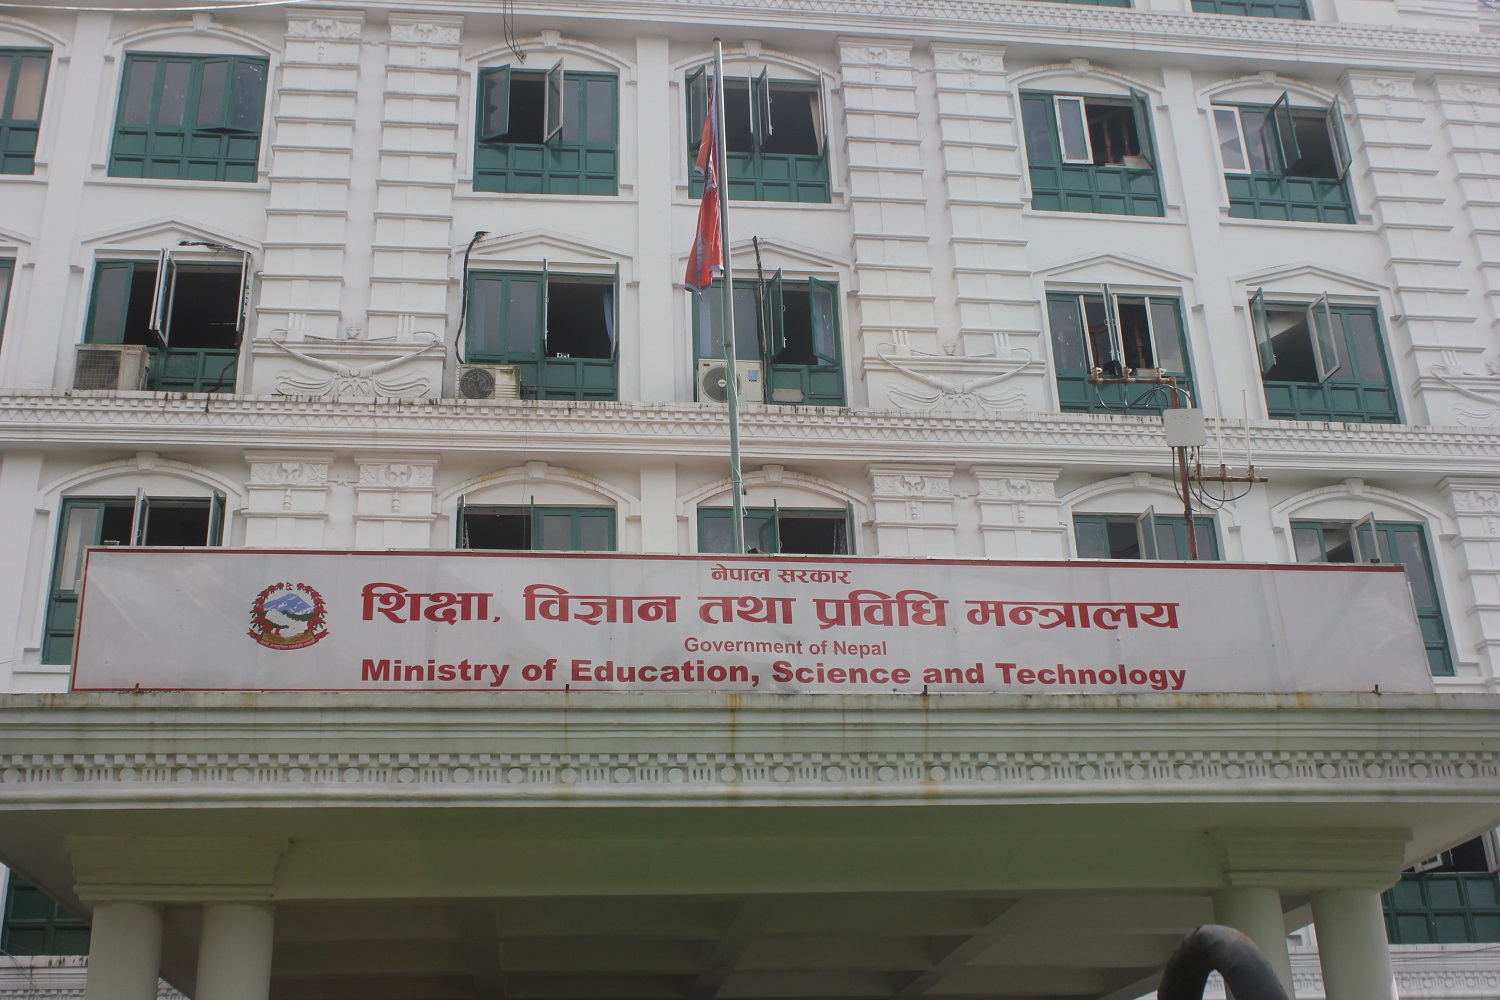 नेपाल सरकार
शिक्षा, विज्ञान तथा प्रविधि मन्त्रालय
Government of Nepal
Ministry of Education, Science and Technology